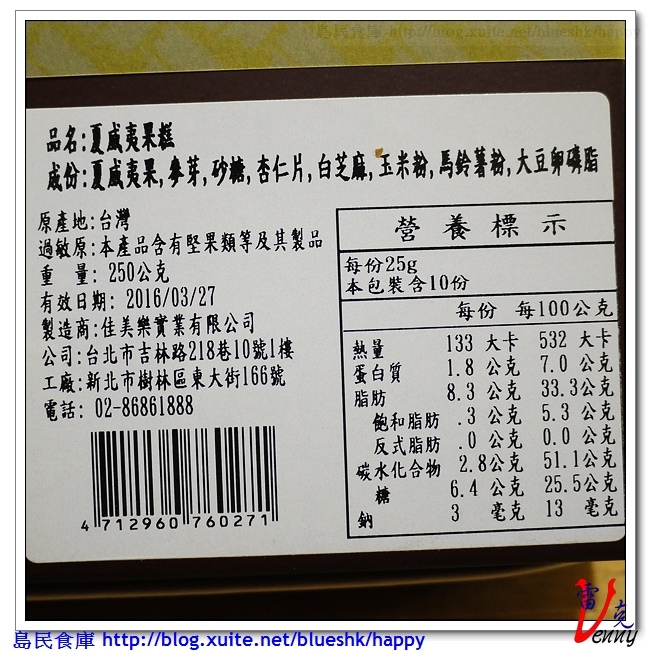 島民食庫 http://blog.xuite.net/blueshk/happy
品名:夏威夷果糕
成份:夏威夷果,麥芽,砂糖,杏仁片,白芝麻,玉米粉,馬鈴薯粉,大豆卵磷脂
原產地:台灣
過敏原:本產品含有堅果類等及其製品
重 量: 250公克
有效日期: 2016/03/27
製造商:佳美樂實業有限公司
公司:台北市吉林路218巷10號1樓
工廠:新北市樹林區東大街166號
電話: 02-86861888
4 712960 760271
營養標示
每份25g
本包裝含10份
每份 每100公克
熱量 133 大卡 532 大卡
蛋白質 1.8 公克 7.0 公克
脂肪 8.3 公克 33.3公克
飽和脂肪 .3 公克 5.3 公克
反式脂肪 .0 公克 0.0 公克
碳水化合物 2.8公克 51.1公克
糖 6.4 公克 25.5公克
鈉 3 毫克 13 毫克
雷克
Venny
島民食庫 http://blog.xuite.net/blueshk/happy